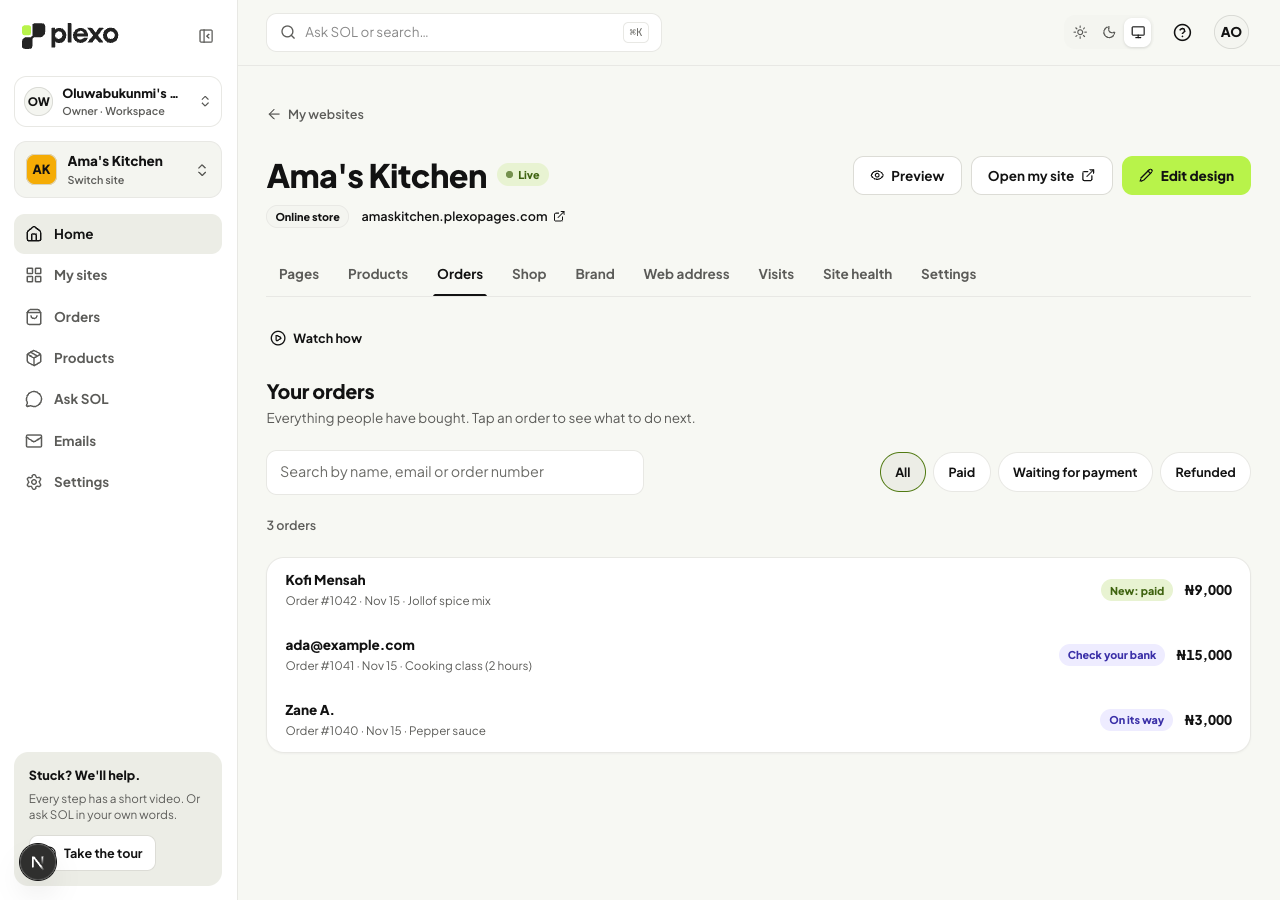 plexo
Ask SOL or search...
⌘K
AO
OW
Oluwabukunmi's ...
Owner · Workspace
AK
Ama's Kitchen
Switch site
Home
My sites
Orders
Products
Ask SOL
Emails
Settings
Stuck? We'll help.
Every step has a short video. Or
ask SOL in your own words.
Take the tour
N
My websites
Ama's Kitchen
Live
Preview
Open my site
Edit design
Online store
amaskitchen.plexopages.com
Pages Products Orders Shop Brand Web address Visits Site health Settings
Watch how
Your orders
Everything people have bought. Tap an order to see what to do next.
Search by name, email or order number
All Paid Waiting for payment Refunded
3 orders
Kofi Mensah
Order #1042 · Nov 15 · Jollof spice mix
New: paid ₦9,000
ada@example.com
Order #1041 · Nov 15 · Cooking class (2 hours)
Check your bank ₦15,000
Zane A.
Order #1040 · Nov 15 · Pepper sauce
On its way ₦3,000